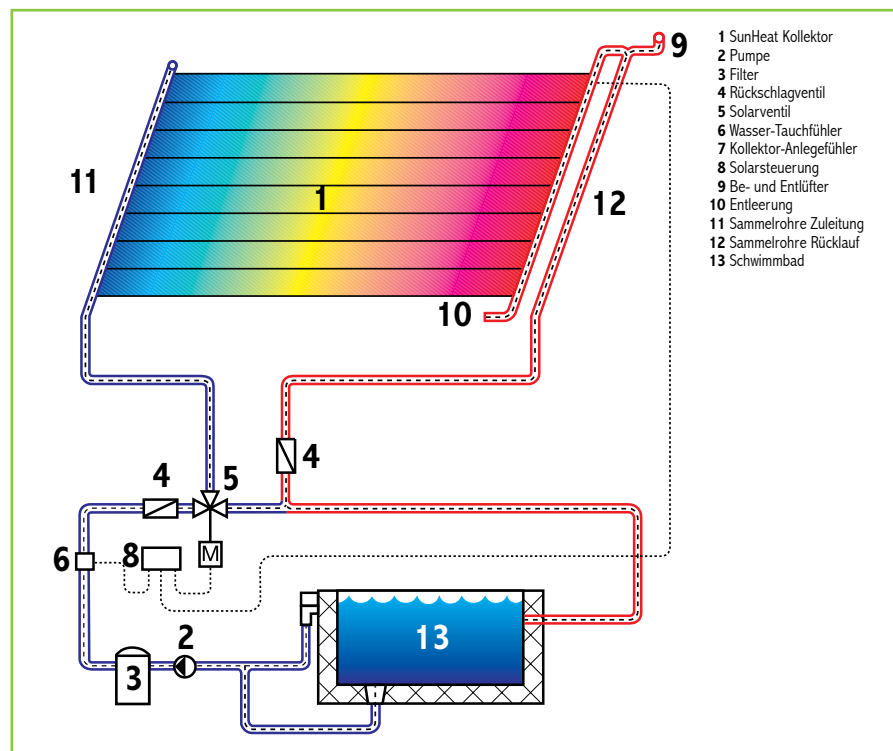 9
1 SunHeat Kollektor
2 Pumpe
3 Filter
4 Rückschlagventil
5 Solarventil
6 Wasser-Tauchfühler
7 Kollektor-Anlegefühler
8 Solarsteuerung
9 Be- und Entlüfter
10 Entleerung
11 Sammelrohre Zuleitung
12 Sammelrohre Rücklauf
13 Schwimmbad
11
1
12
10
4
4
5
6
8
M
2
3
13